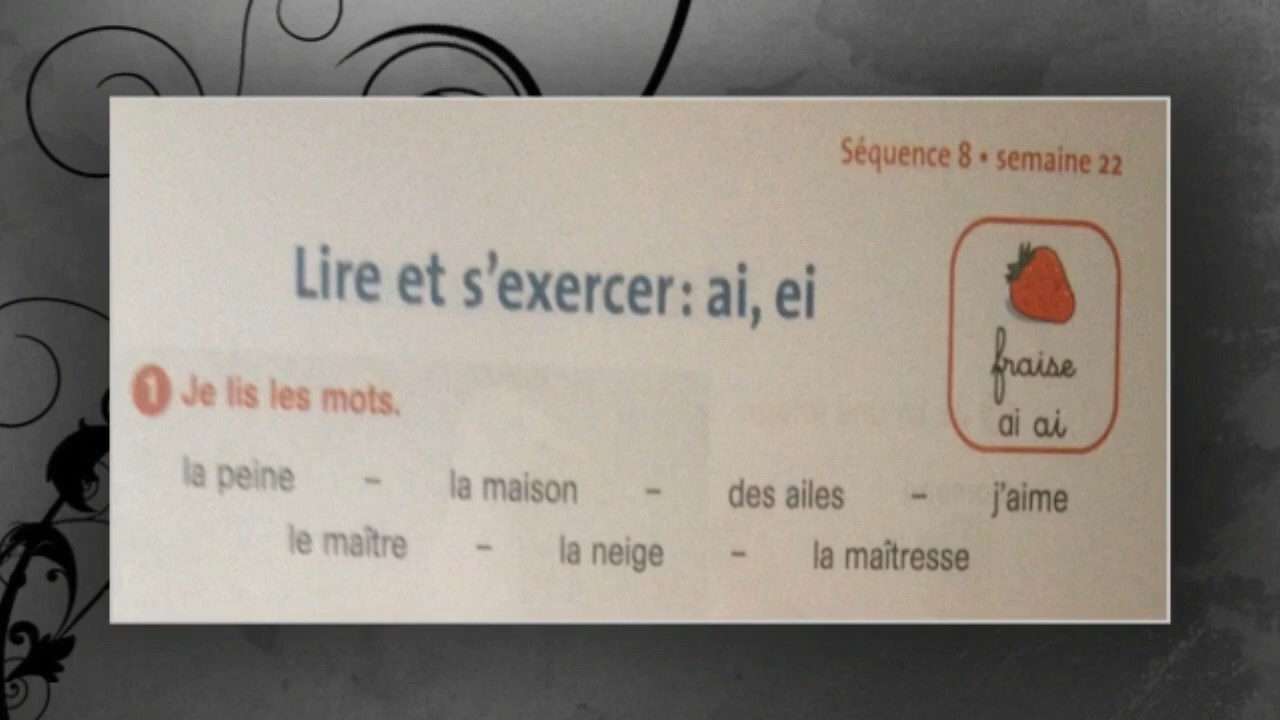 Séquence 8 • semaine 22
Lire et s'exercer : ai, ei
fraise
ai ai
1 Je lis les mots.
la peine – la maison – des ailes – j'aime
le maître – la neige – la maîtresse